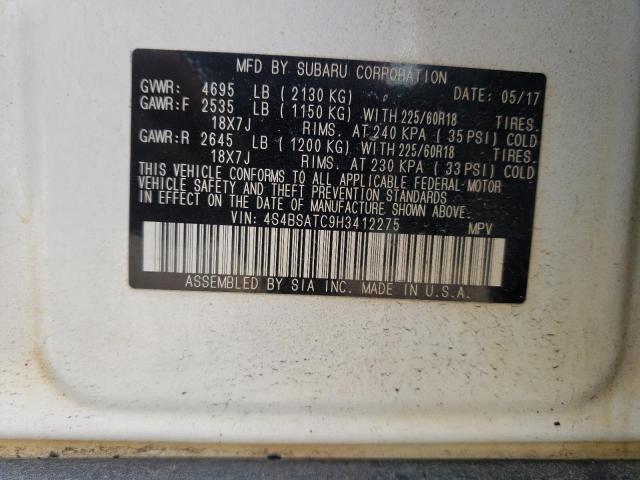 MFD BY SUBARU CORPORATION
GVWR: 4695 LB ( 2130 KG) DATE: 05/17
GAWR:F 2535 LB ( 1150 KG) WITH 225/60R18 TIRES.
18X7J RIMS. AT 240 KPA ( 35 PSI) COLD
GAWR:R 2645 LB ( 1200 KG) WITH 225/60R18 TIRES.
18X7J RIMS. AT 230 KPA ( 33 PSI) COLD
THIS VEHICLE CONFORMS TO ALL APPLICABLE FEDERAL-MOTOR
VEHICLE SAFETY AND THEFT PREVENTION STANDARDS
IN EFFECT ON THE DATE OF MANUFACTURE SHOWN ABOVE.
VIN: 4S4BSATC9H3412275 MPV
ASSEMBLED BY SIA INC. MADE IN U.S.A.